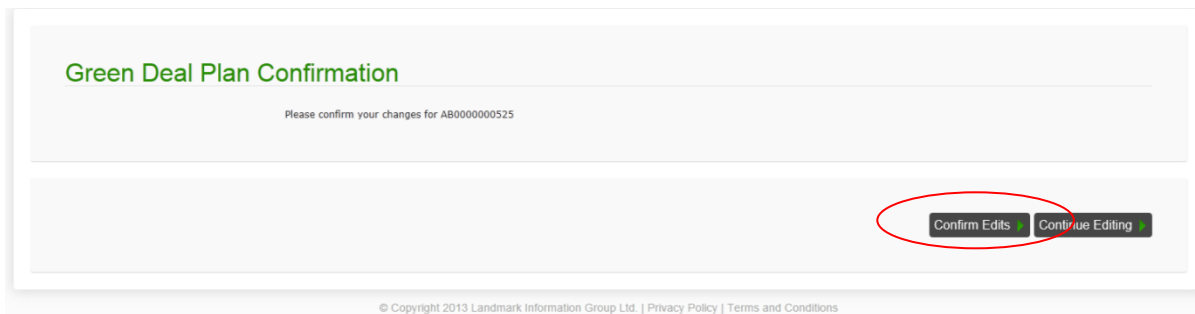 Green Deal Plan Confirmation
Please confirm your changes for AB0000000525
Confirm Edits Continue Editing
© Copyright 2013 Landmark Information Group Ltd. | Privacy Policy | Terms and Conditions